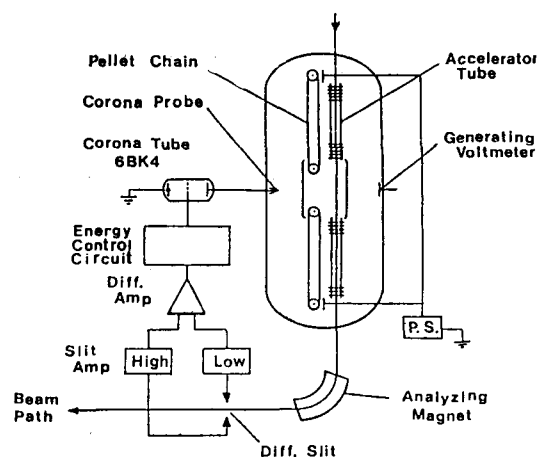 Pellet Chain
Corona Probe
Corona Tube
6BK4
Accelerator
Tube
Generating
Voltmeter
Energy
Control
Circuit
Diff.
Amp
Slit
Amp
High
Low
P.S.
Beam
Path
Analyzing
Magnet
Diff. Slit